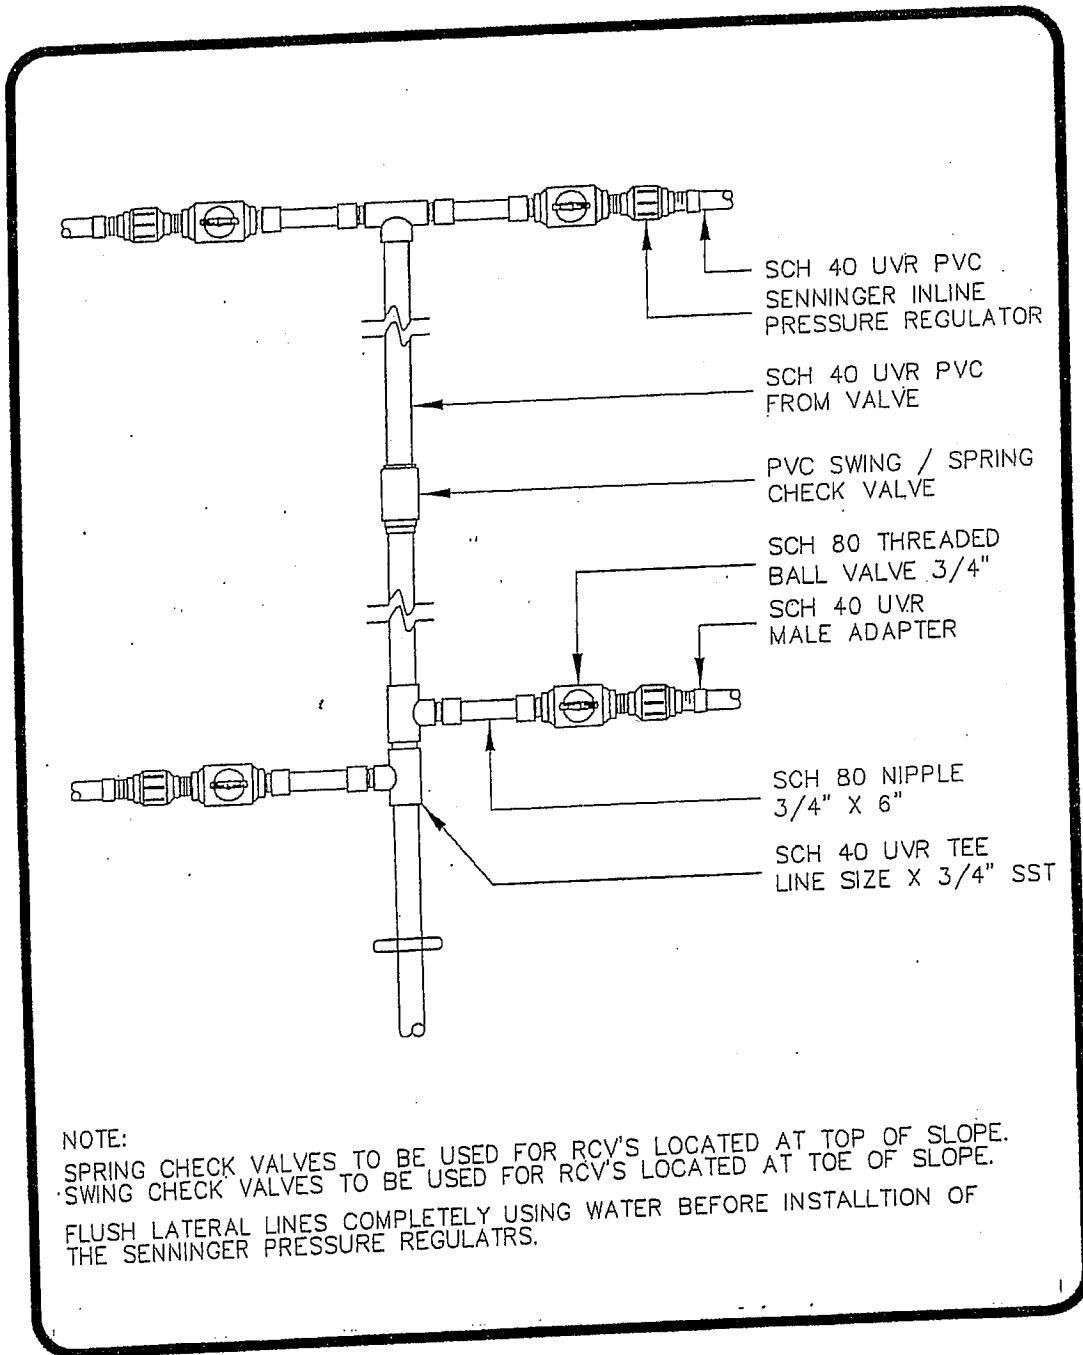 SCH 40 UVR PVC
SENNINGER INLINE
PRESSURE REGULATOR
SCH 40 UVR PVC
FROM VALVE
PVC SWING / SPRING
CHECK VALVE
SCH 80 THREADED
BALL VALVE 3/4"
SCH 40 UVR
MALE ADAPTER
SCH 80 NIPPLE
3/4" X 6"
SCH 40 UVR TEE
LINE SIZE X 3/4" SST
NOTE:
SPRING CHECK VALVES TO BE USED FOR RCV'S LOCATED AT TOP OF SLOPE.
SWING CHECK VALVES TO BE USED FOR RCV'S LOCATED AT TOE OF SLOPE.
FLUSH LATERAL LINES COMPLETELY USING WATER BEFORE INSTALLTION OF
THE SENNINGER PRESSURE REGULATRS.